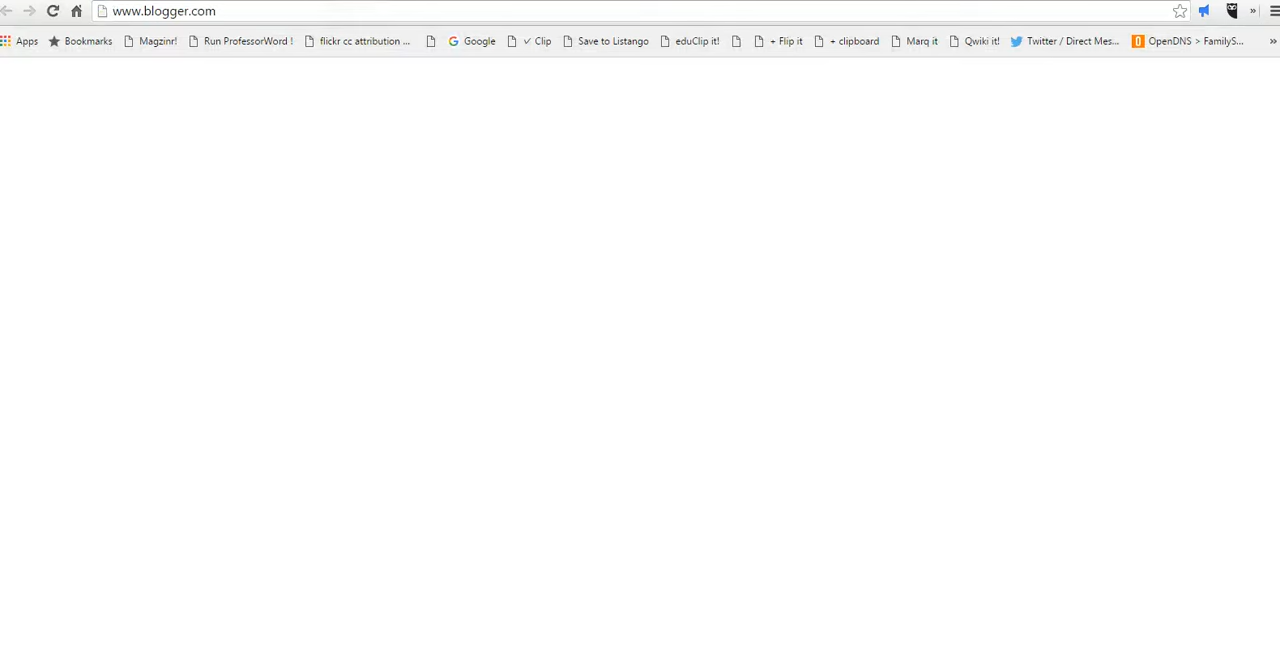 www.blogger.com
Apps Bookmarks Magzinr! Run ProfessorWord ! flickr cc attribution ... Google ✓ Clip Save to Listango eduClip it! + Flip it + clipboard Marq it Qwiki it! Twitter / Direct Mes... OpenDNS > FamilyS... »